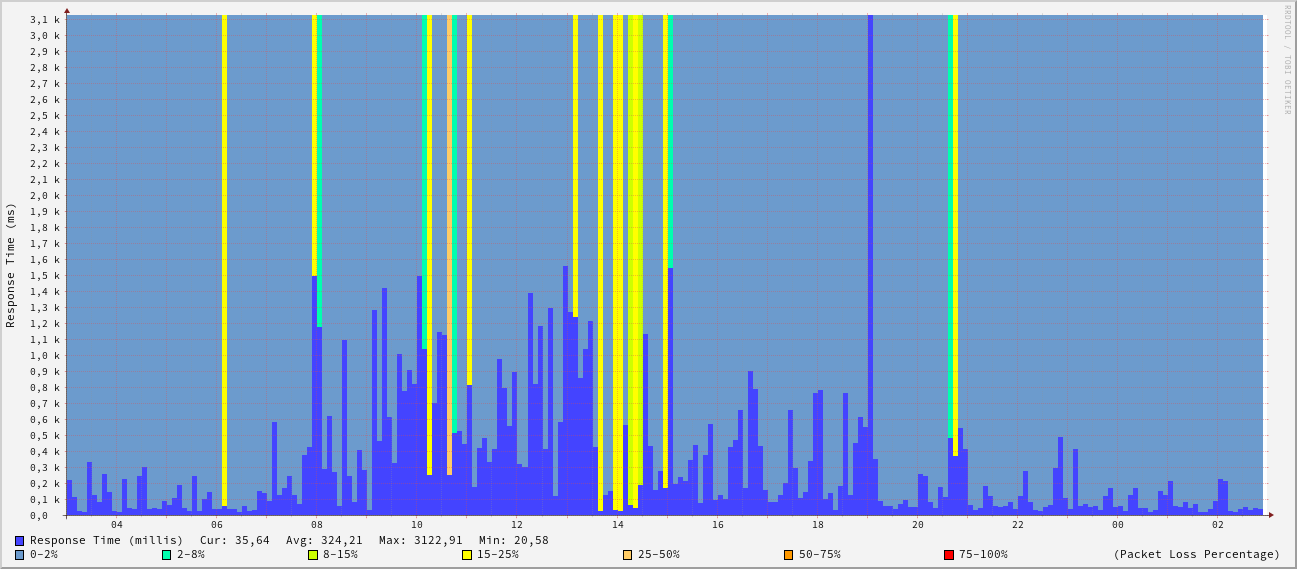 RRDTOOL / TOBI OETIKER
Response Time (ms)
3,1 k
3,0 k
2,9 k
2,8 k
2,7 k
2,6 k
2,5 k
2,4 k
2,3 k
2,2 k
2,1 k
2,0 k
1,9 k
1,8 k
1,7 k
1,6 k
1,5 k
1,4 k
1,3 k
1,2 k
1,1 k
1,0 k
0,9 k
0,8 k
0,7 k
0,6 k
0,5 k
0,4 k
0,3 k
0,2 k
0,1 k
0,0
04 06 08 10 12 14 16 18 20 22 00 02
Response Time (millis) Cur: 35,64 Avg: 324,21 Max: 3122,91 Min: 20,58
0-2% 2-8% 8-15% 15-25% 25-50% 50-75% 75-100% (Packet Loss Percentage)